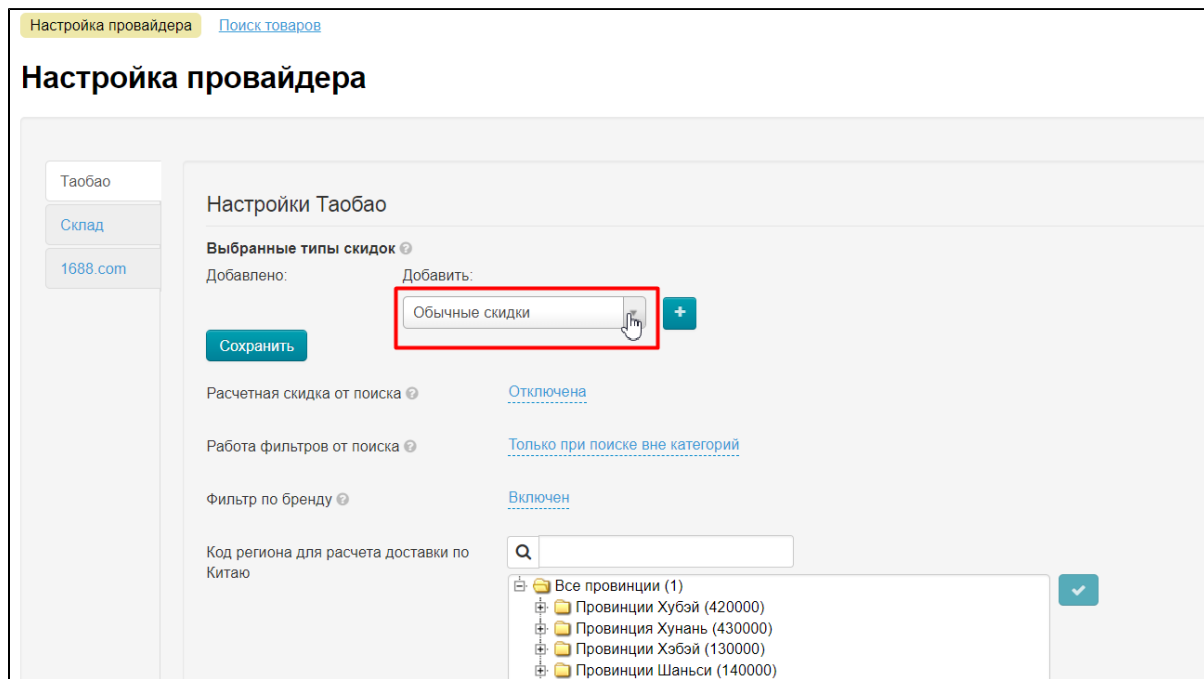 Настройка провайдера Поиск товаров
Настройка провайдера
Таобао
Склад
1688.com
Настройки Таобао
Выбранные типы скидок
Добавлено: Добавить:
Обычные скидки
+
Сохранить
Расчетная скидка от поиска ? Отключена
Работа фильтров от поиска ? Только при поиске вне категорий
Фильтр по бренду ? Включен
Код региона для расчета доставки по
Китаю
Все провинции (1)
Провинции Хубэй (420000)
Провинция Хунань (430000)
Провинции Хэбэй (130000)
Провинции Шаньси (140000)